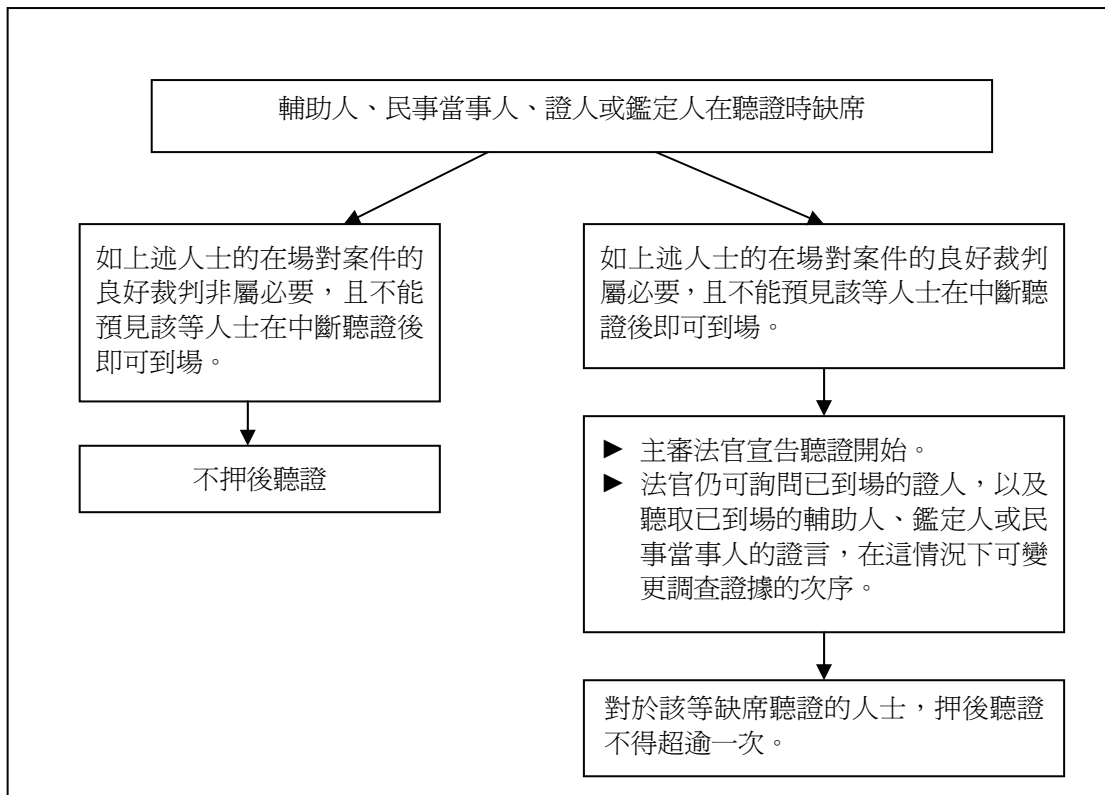 輔助人、民事當事人、證人或鑑定人在聽證時缺席
如上述人士的在場對案件的
良好裁判非屬必要，且不能
預見該等人士在中斷聽證後
即可到場。
不押後聽證
如上述人士的在場對案件的良好裁判
屬必要，且不能預見該等人士在中斷聽
證後即可到場。
► 主審法官宣告聽證開始。
► 法官仍可詢問已到場的證人，以及
聽取已到場的輔助人、鑑定人或民
事當事人的證言，在這情況下可變
更調查證據的次序。
對於該等缺席聽證的人士，押後聽證
不得超逾一次。